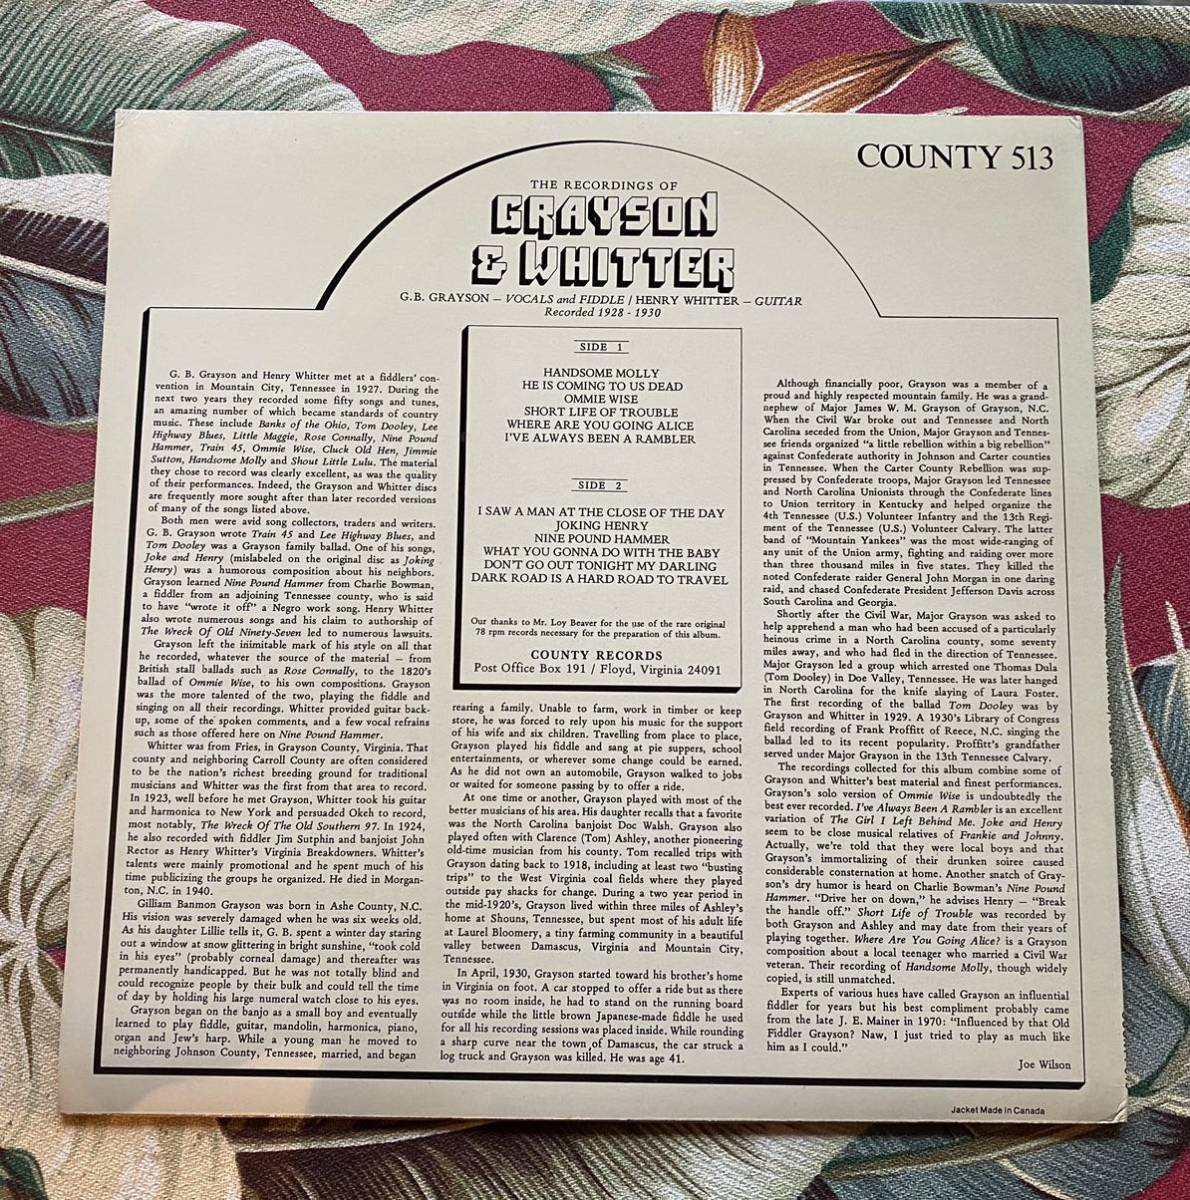 COUNTY 513
THE RECORDINGS OF
GRAYSON
& WHITTER
G.B. GRAYSON – VOCALS and FIDDLE / HENRY WHITTER – GUITAR
Recorded 1928 - 1930
G. B. Grayson and Henry Whitter met at a fiddlers' con-
vention in Mountain City, Tennessee in 1927. During the
next two years they recorded some fifty songs and tunes,
an amazing number of which became standards of country
music. These include Banks of the Ohio, Tom Dooley, Lee
Highway Blues, Little Maggie, Rose Connally, Nine Pound
Hammer, Train 45, Ommie Wise, Cluck Old Hen, Jimmie
Sutton, Handsome Molly and Shout Little Lulu. The material
they chose to record was clearly excellent, as was the quality
of their performances. Indeed, the Grayson and Whitter discs
are frequently more sought after than later recorded versions
of many of the songs listed above.
Both men were avid song collectors, traders and writers.
G. B. Grayson wrote Train 45 and Lee Highway Blues, and
Tom Dooley was a Grayson family ballad. One of his songs,
Joke and Henry (mislabeled on the original disc as Joking
Henry) was a humorous composition about his neighbors.
Grayson learned Nine Pound Hammer from Charlie Bowman,
a fiddler from an adjoining Tennessee county, who is said
to have "wrote it off" a Negro work song. Henry Whitter
also wrote numerous songs and his claim to authorship of
The Wreck Of Old Ninety-Seven led to numerous lawsuits.
Grayson left the inimitable mark of his style on all that
he recorded, whatever the source of the material – from
British stall ballads such as Rose Connally, to the 1820's
ballad of Ommie Wise, to his own compositions. Grayson
was the more talented of the two, playing the fiddle and
singing on all their recordings. Whitter provided guitar back-
up, some of the spoken comments, and a few vocal refrains
such as those offered here on Nine Pound Hammer.
Whitter was from Fries, in Grayson County, Virginia. That
county and neighboring Carroll County are often considered
to be the nation's richest breeding ground for traditional
musicians and Whitter was the first from that area to record.
In 1923, well before he met Grayson, Whitter took his guitar
and harmonica to New York and persuaded Okeh to record,
most notably, The Wreck Of The Old Southern 97. In 1924,
he also recorded with fiddler Jim Sutphin and banjoist John
Rector as Henry Whitter's Virginia Breakdowners. Whitter's
talents were mainly promotional and he spent much of his
time publicizing the groups he organized. He died in Morgan-
ton, N.C. in 1940.
Gilliam Banmon Grayson was born in Ashe County, N.C.
His vision was severely damaged when he was six weeks old.
As his daughter Lillie tells it, G. B. spent a winter day staring
out a window at snow glittering in bright sunshine, "took cold
in his eyes" (probably corneal damage) and thereafter was
permanently handicapped. But he was not totally blind and
could recognize people by their bulk and could tell the time
of day by holding his large numeral watch close to his eyes.
Grayson began on the banjo as a small boy and eventually
learned to play fiddle, guitar, mandolin, harmonica, piano,
organ and Jew's harp. While a young man he moved to
neighboring Johnson County, Tennessee, married, and began
SIDE 1
HANDSOME MOLLY
HE IS COMING TO US DEAD
OMMIE WISE
SHORT LIFE OF TROUBLE
WHERE ARE YOU GOING ALICE
I'VE ALWAYS BEEN A RAMBLER
SIDE 2
I SAW A MAN AT THE CLOSE OF THE DAY
JOKING HENRY
NINE POUND HAMMER
WHAT YOU GONNA DO WITH THE BABY
DON'T GO OUT TONIGHT MY DARLING
DARK ROAD IS A HARD ROAD TO TRAVEL
Our thanks to Mr. Loy Beaver for the use of the rare original
78 rpm records necessary for the preparation of this album.
COUNTY RECORDS
Post Office Box 191 / Floyd, Virginia 24091
rearing a family. Unable to farm, work in timber or keep
store, he was forced to rely upon his music for the support
of his wife and six children. Travelling from place to place,
Grayson played his fiddle and sang at pie suppers, school
entertainments, or wherever some change could be earned.
As he did not own an automobile, Grayson walked to jobs
or waited for someone passing by to offer a ride.
At one time or another, Grayson played with most of the
better musicians of his area. His daughter recalls that a favorite
was the North Carolina banjoist Doc Walsh. Grayson also
played often with Clarence (Tom) Ashley, another pioneering
old-time musician from his county. Tom recalled trips with
Grayson dating back to 1918, including at least two "busting
trips" to the West Virginia coal fields where they played
outside pay shacks for change. During a two year period in
the mid-1920's, Grayson lived within three miles of Ashley's
home at Shouns, Tennessee, but spent most of his adult life
at Laurel Bloomery, a tiny farming community in a beautiful
valley between Damascus, Virginia and Mountain City,
Tennessee.
In April, 1930, Grayson started toward his brother's home
in Virginia on foot. A car stopped to offer a ride but as there
was no room inside, he had to stand on the running board
outside while the little brown Japanese-made fiddle he used
for all his recording sessions was placed inside. While rounding
a sharp curve near the town of Damascus, the car struck a
log truck and Grayson was killed. He was age 41.
Although financially poor, Grayson was a member of a
proud and highly respected mountain family. He was a grand-
nephew of Major James W. M. Grayson of Grayson, N.C.
When the Civil War broke out and Tennessee and North
Carolina seceded from the Union, Major Grayson and Tennes-
see friends organized "a little rebellion within a big rebellion"
against Confederate authority in Johnson and Carter counties
in Tennessee. When the Carter County Rebellion was sup-
pressed by Confederate troops, Major Grayson led Tennessee
and North Carolina Unionists through the Confederate lines
to Union territory in Kentucky and helped organize the
4th Tennessee (U.S.) Volunteer Infantry and the 13th Regi-
ment of the Tennessee (U.S.) Volunteer Calvary. The latter
band of "Mountain Yankees" was the most wide-ranging of
any unit of the Union army, fighting and raiding over more
than three thousand miles in five states. They killed the
noted Confederate raider General John Morgan in one daring
raid, and chased Confederate President Jefferson Davis across
South Carolina and Georgia.
Shortly after the Civil War, Major Grayson was asked to
help apprehend a man who had been accused of a particularly
heinous crime in a North Carolina county, some seventy
miles away, and who had fled in the direction of Tennessee.
Major Grayson led a group which arrested one Thomas Dula
(Tom Dooley) in Doe Valley, Tennessee. He was later hanged
in North Carolina for the knife slaying of Laura Foster.
The first recording of the ballad Tom Dooley was by
Grayson and Whitter in 1929. A 1930's Library of Congress
field recording of Frank Proffitt of Reece, N.C. singing the
ballad led to its recent popularity. Proffitt's grandfather
served under Major Grayson in the 13th Tennessee Calvary.
The recordings collected for this album combine some of
Grayson and Whitter's best material and finest performances.
Grayson's solo version of Ommie Wise is undoubtedly the
best ever recorded. I've Always Been A Rambler is an excellent
variation of The Girl I Left Behind Me. Joke and Henry
seem to be close musical relatives of Frankie and Johnny.
Actually, we're told that they were local boys and that
Grayson's immortalizing of their drunken soiree caused
considerable consternation at home. Another snatch of Gray-
son's dry humor is heard on Charlie Bowman's Nine Pound
Hammer. "Drive her on down," he advises Henry – "Break
the handle off." Short Life of Trouble was recorded by
both Grayson and Ashley and may date from their years of
playing together. Where Are You Going Alice? is a Grayson
composition about a local teenager who married a Civil War
veteran. Their recording of Handsome Molly, though widely
copied, is still unmatched.
Experts of various hues have called Grayson an influential
fiddler for years but his best compliment probably came
from the late J. E. Mainer in 1970: "Influenced by that Old
Fiddler Grayson? Naw, I just tried to play as much like
him as I could."
Joe Wilson
Jacket Made in Canada